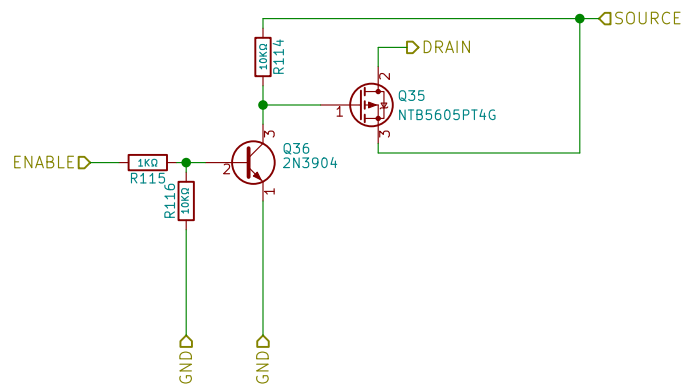 SOURCE
10KΩ
R114
DRAIN
2
Q35
NTB5605PT4G
1
3
3
Q36
2N3904
ENABLE
1KΩ
R115
2
1
R116
10KΩ
GND
GND